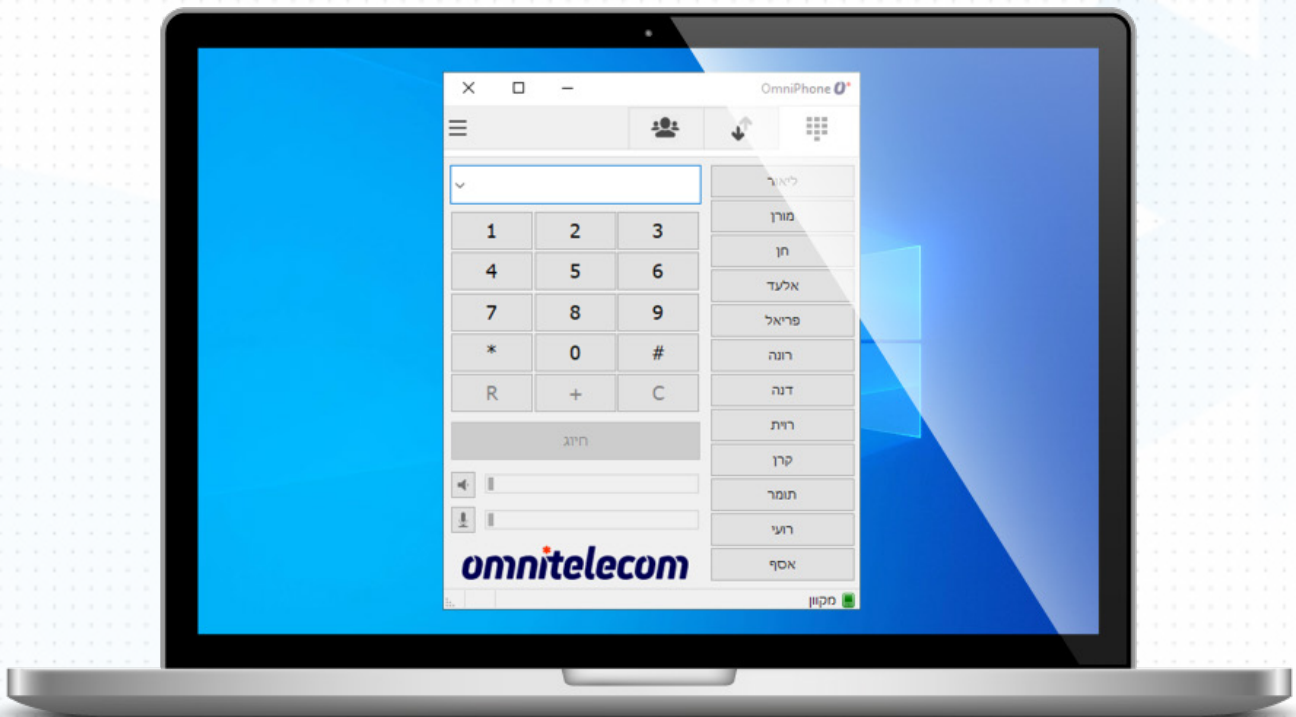 OmniPhone
ליאור
מורן
חן
אלעד
פריאל
רונה
דנה
רוית
קרן
תומר
רועי
אסף
1 2 3
4 5 6
7 8 9
* 0 #
R + C
חיוג
omnitelecom
מקוון